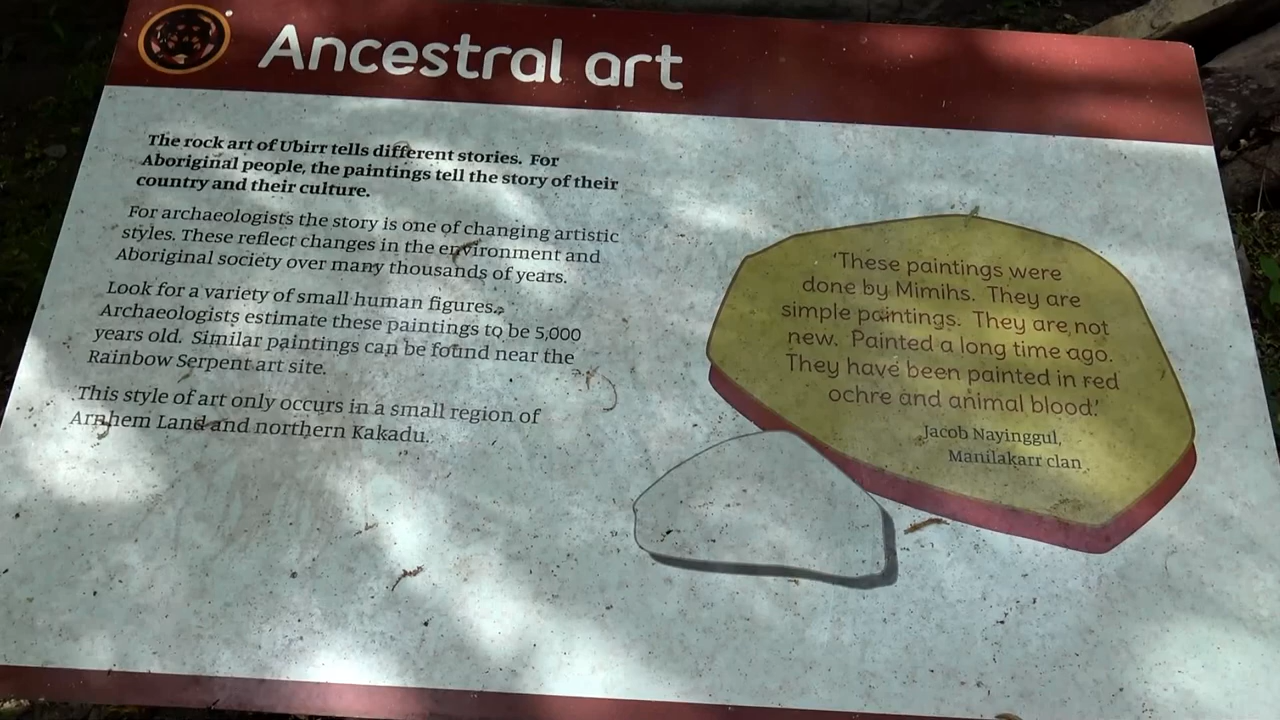 Ancestral art
The rock art of Ubirr tells different stories. For
Aboriginal people, the paintings tell the story of their
country and their culture.
For archaeologists the story is one of changing artistic
styles. These reflect changes in the environment and
Aboriginal society over many thousands of years.
Look for a variety of small human figures.
Archaeologists estimate these paintings to be 5,000
years old. Similar paintings can be found near the
Rainbow Serpent art site.
This style of art only occurs in a small region of
Arnhem Land and northern Kakadu.
'These paintings were
done by Mimihs. They are
simple paintings. They are not
new. Painted a long time ago.
They have been painted in red
ochre and animal blood.'
Jacob Nayinggul,
Manilakarr clan